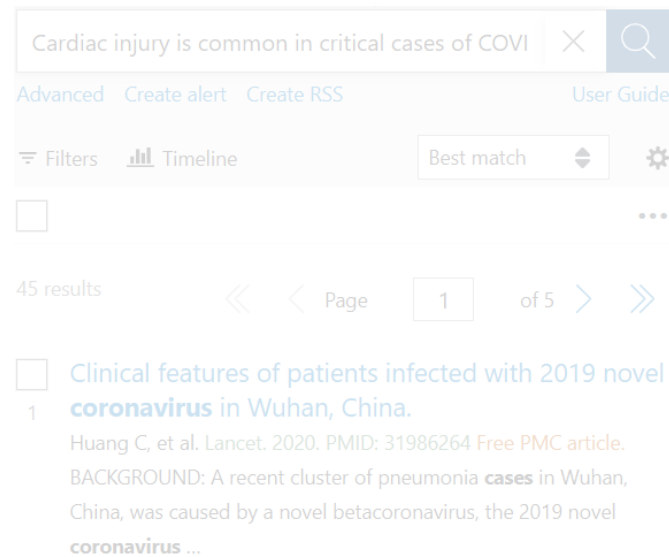 Cardiac injury is common in critical cases of COVI
Advanced Create alert Create RSS User Guide
Filters Timeline Best match
45 results Page 1 of 5
Clinical features of patients infected with 2019 novel
1 coronavirus in Wuhan, China.
Huang C, et al. Lancet. 2020. PMID: 31986264 Free PMC article.
BACKGROUND: A recent cluster of pneumonia cases in Wuhan,
China, was caused by a novel betacoronavirus, the 2019 novel
coronavirus ...